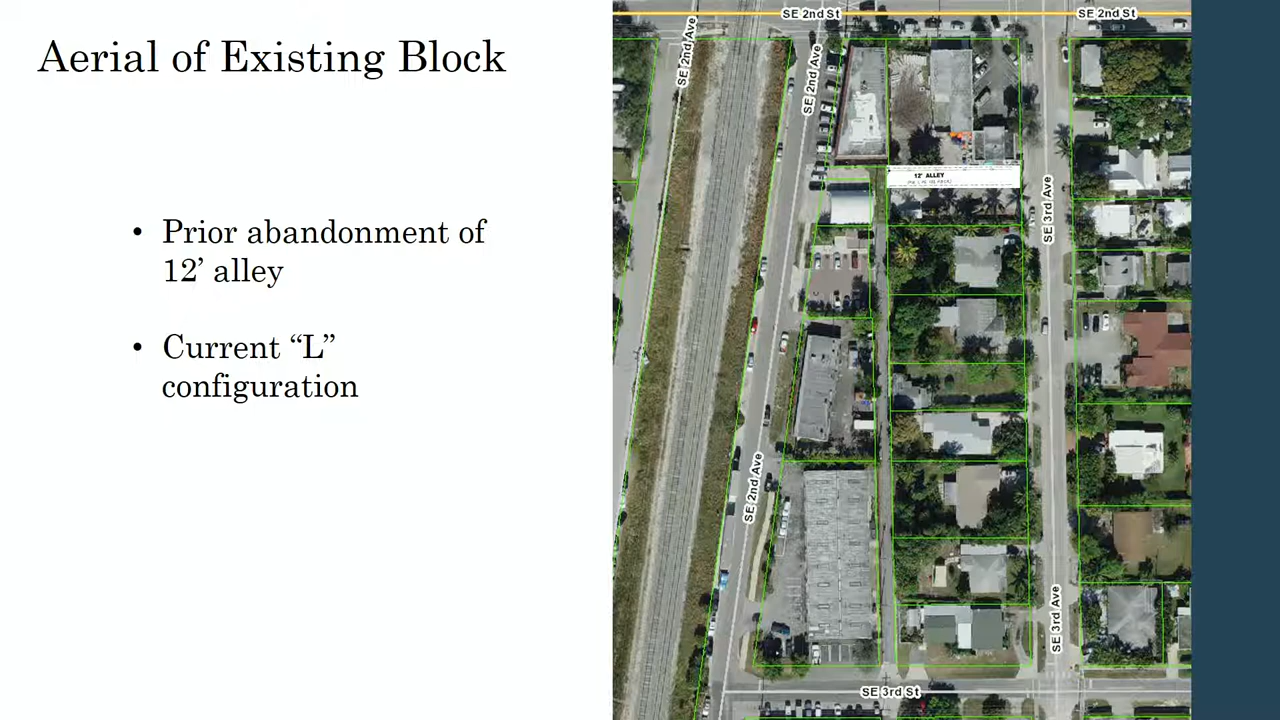 Aerial of Existing Block
• Prior abandonment of
12’ alley
• Current “L”
configuration
SE 2nd St
SE 2nd St
SE 2nd Ave
SE 2nd Ave
12' ALLEY
SE 3rd Ave
SE 2nd Ave
SE 3rd Ave
SE 3rd St